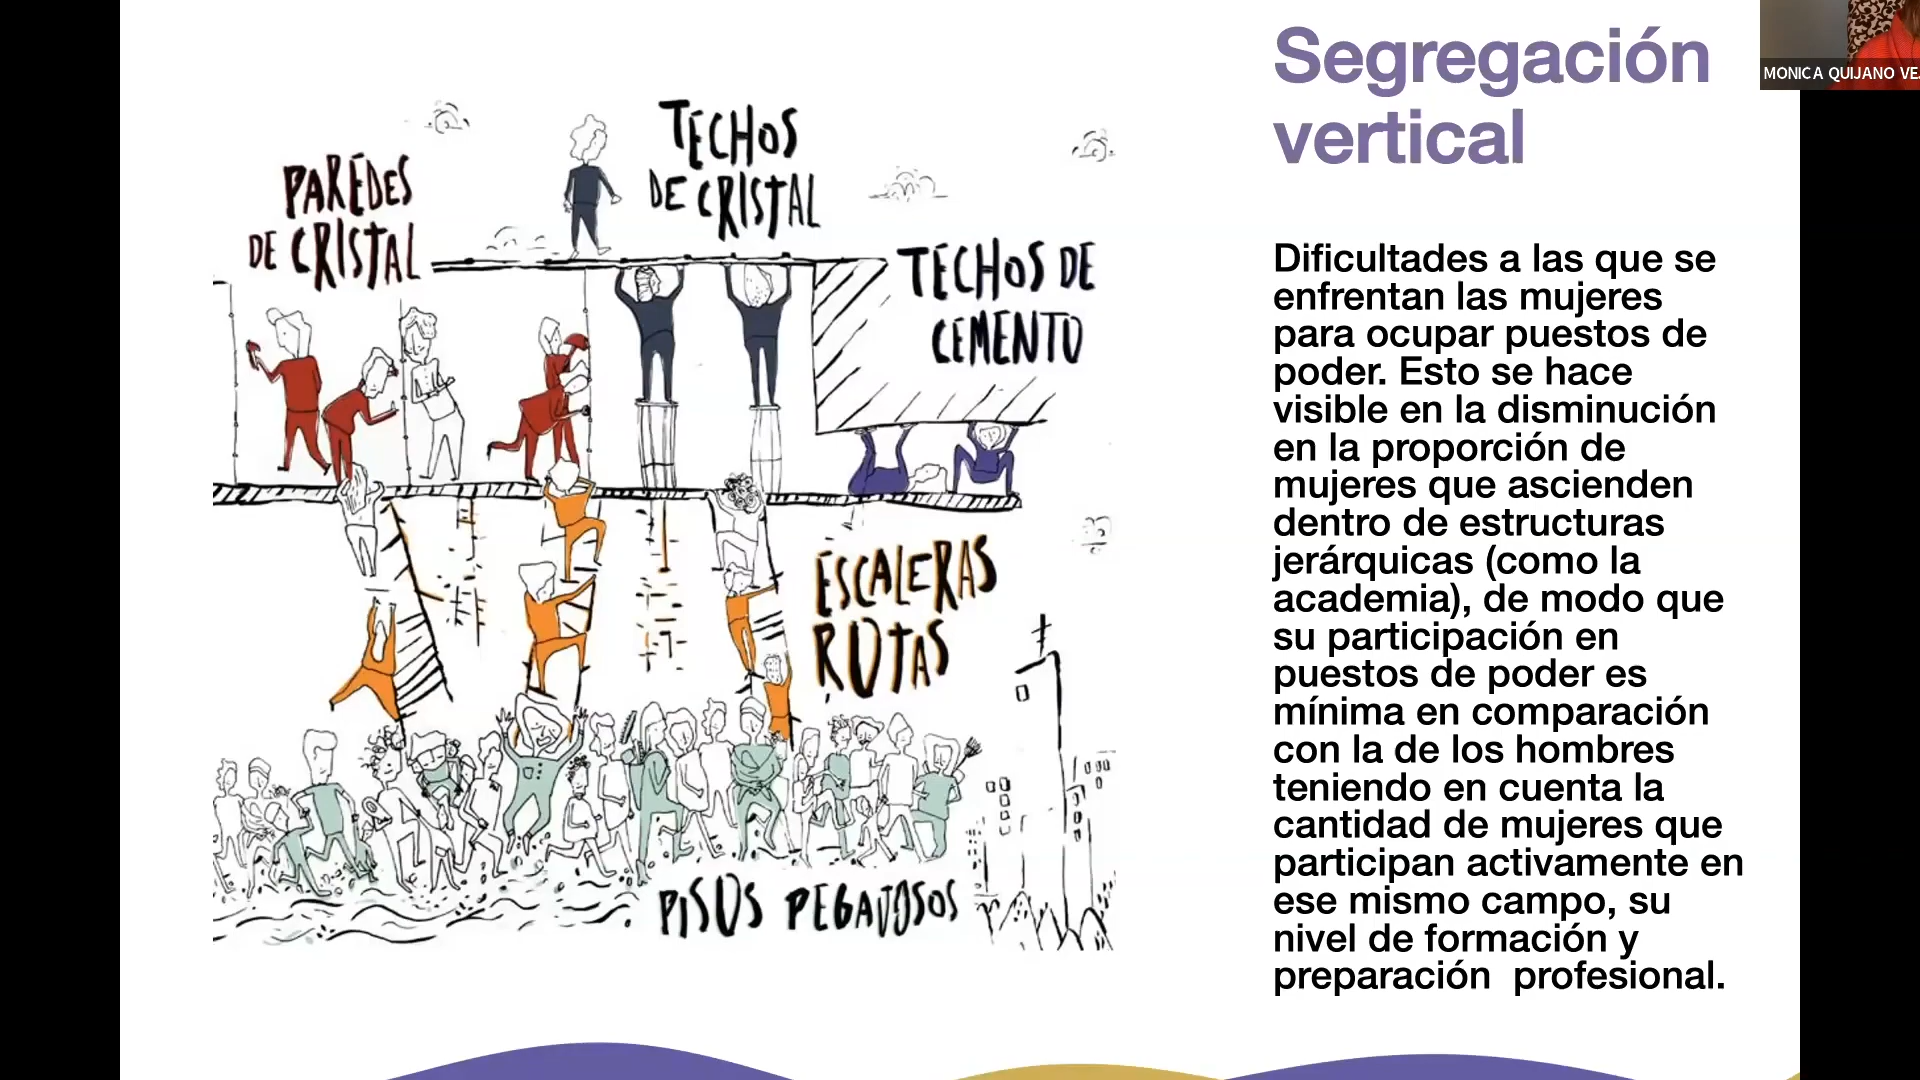 Segregación
vertical
MONICA QUIJANO VE
TECHOS
DE CRISTAL
PAREDES
DE CRISTAL
TECHOS DE
CEMENTO
ESCALERAS
ROTAS
PISOS PEGAJOSOS
Dificultades a las que se
enfrentan las mujeres
para ocupar puestos de
poder. Esto se hace
visible en la disminución
en la proporción de
mujeres que ascienden
dentro de estructuras
jerárquicas (como la
academia), de modo que
su participación en
puestos de poder es
mínima en comparación
con la de los hombres
teniendo en cuenta la
cantidad de mujeres que
participan activamente en
ese mismo campo, su
nivel de formación y
preparación  profesional.